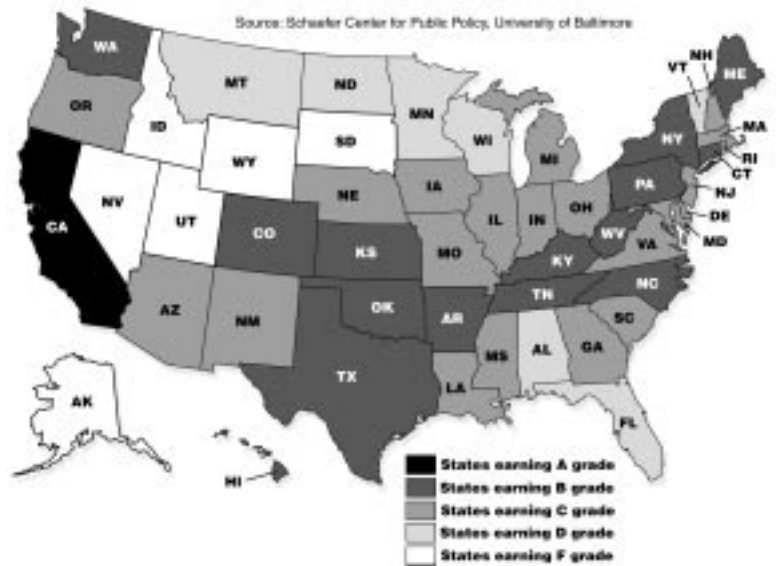 Source: Schaefer Center for Public Policy, University of Baltimore
WA
NH
ME
VT
MT
ND
OR
MN
ID
SD
WI
NY
MA
WY
MI
RI
CT
NV
NE
IA
PA
NJ
UT
IL
IN
OH
DE
CA
CO
WV
MD
KS
MO
VA
KY
AZ
NM
OK
TN
NC
AR
SC
TX
MS
AL
GA
LA
AK
FL
HI
States earning A grade
States earning B grade
States earning C grade
States earning D grade
States earning F grade